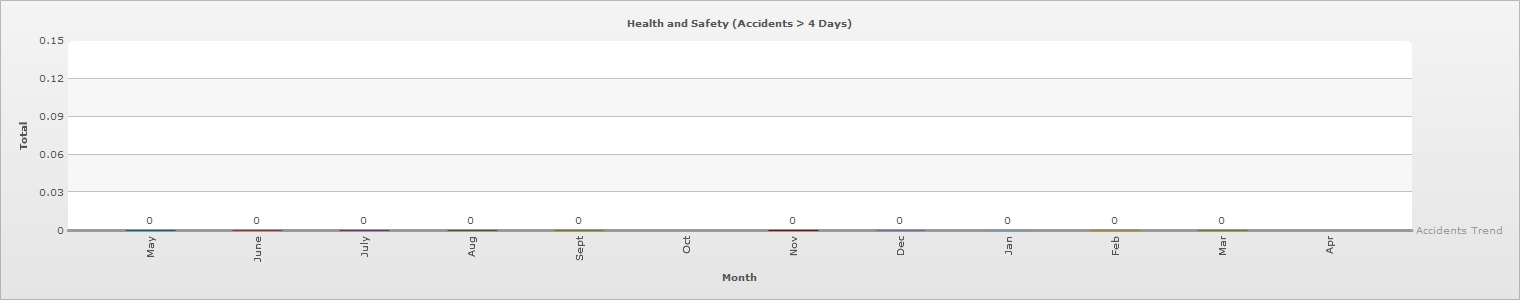 Health and Safety (Accidents > 4 Days)
0.15
0.12
0.09
0.06
0.03
0
Total
0 0 0 0 0 0 0 0 0 0
May June July Aug Sept Oct Nov Dec Jan Feb Mar Apr
Accidents Trend
Month